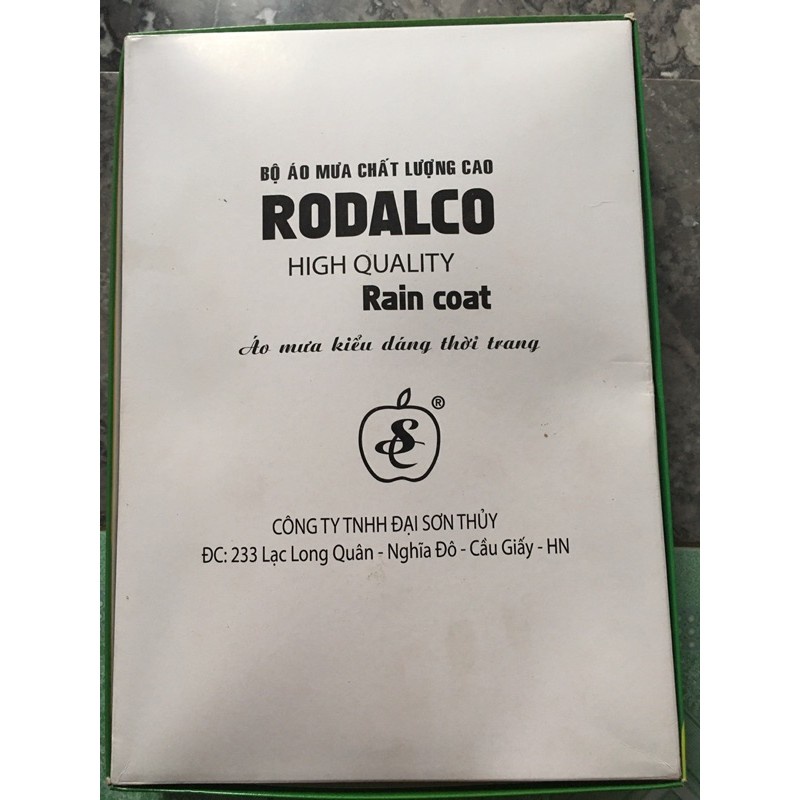 BỘ ÁO MƯA CHẤT LƯỢNG CAO
RODALCO
HIGH QUALITY
Rain coat
Áo mưa kiểu dáng thời trang
®
CÔNG TY TNHH ĐẠI SƠN THỦY
ĐC: 233 Lạc Long Quân - Nghĩa Đô - Cầu Giấy - HN